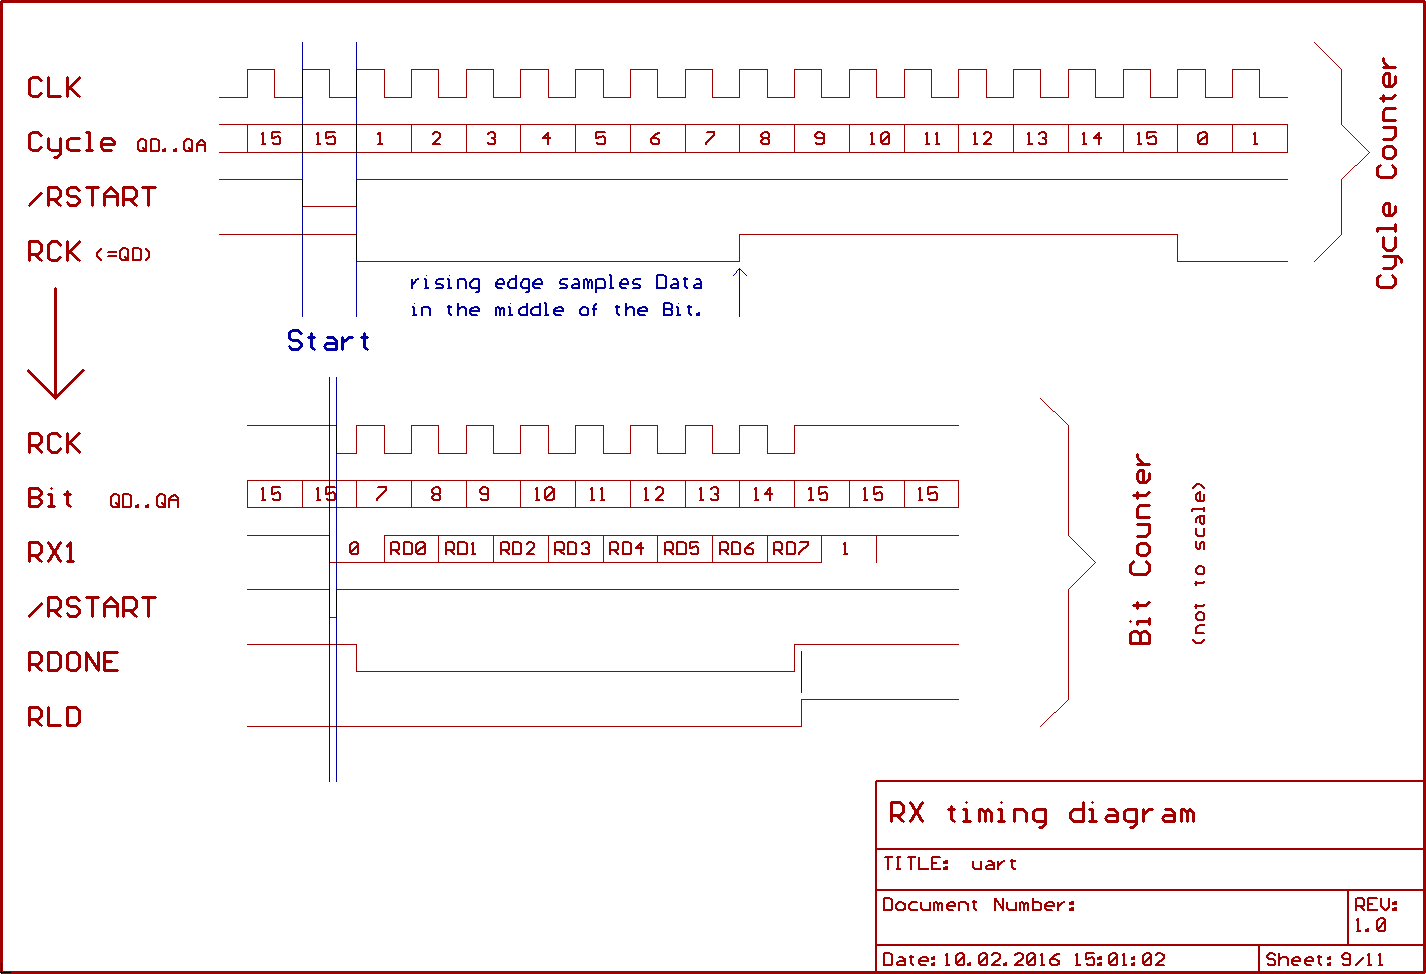 CLK
Cycle QD..QA 15 15 1 2 3 4 5 6 7 8 9 10 11 12 13 14 15 0 1
/RSTART
RCK (=QD)
Cycle Counter
rising edge samples Data
in the middle of the Bit.
Start
RCK
Bit QD..QA 15 15 7 8 9 10 11 12 13 14 15 15 15
RX1 0 RD0 RD1 RD2 RD3 RD4 RD5 RD6 RD7 1
/RSTART
RDONE
RLD
Bit Counter
(not to scale)
RX timing diagram
TITLE: uart
Document Number:
REV:
1.0
Date: 10.02.2016 15:01:02
Sheet: 9/11